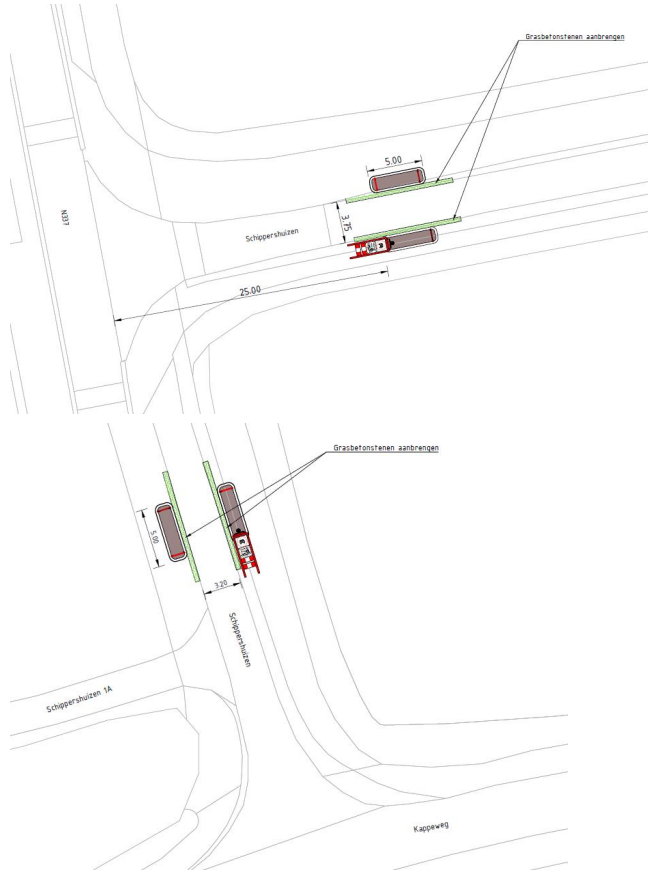 Grasbetonstenen aanbrengen
5.00
N337
3.75
Schippershuizen
25.00
Grasbetonstenen aanbrengen
5.00
3.20
Schippershuizen
Schippershuizen 1A
Kappeweg